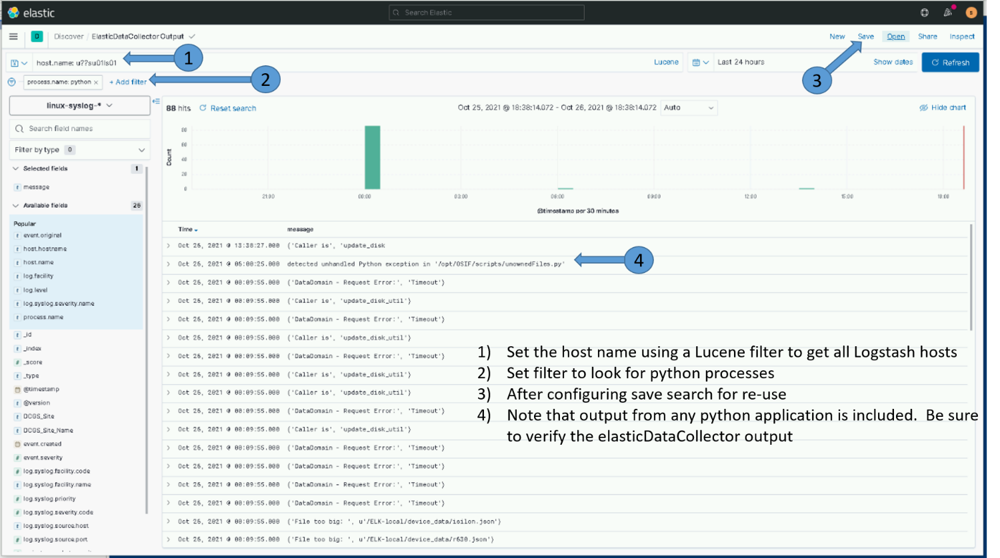 elastic
Search Elastic
s
D
Discover / ElasticDataCollector Output
New Save Open Share Inspect
1
host.name: u??su01ls01
Lucene
Last 24 hours
Show dates
Refresh
process.name: python ×
+ Add filter
2
3
linux-syslog-*
88 hits
Reset search
Oct 25, 2021 @ 18:38:14.072 - Oct 26, 2021 @ 18:38:14.072
Auto
Hide chart
Search field names
Filter by type 0
Selected fields 1
t message
Available fields 26
Popular
t event.original
t host.hostname
t host.name
t log.facility
t log.level
t log.syslog.severity.name
t process.name
t _id
t _index
# _score
t _type
@timestamp
t @version
t DCGS_Site
t DCGS_Site_Name
event.created
# event.severity
# log.syslog.facility.code
t log.syslog.facility.name
# log.syslog.priority
# log.syslog.severity.code
t log.syslog.source.host
t log.syslog.source.port
Count
80
60
40
20
0
21:00 00:00 03:00 06:00 09:00 12:00 15:00 18:00
@timestamp per 30 minutes
Time message
Oct 26, 2021 @ 13:38:27.000 ('Caller is', 'update_disk
Oct 26, 2021 @ 06:00:25.000 detected unhandled Python exception in '/opt/OSIF/scripts/unownedFiles.py'
4
Oct 26, 2021 @ 00:09:55.000 ('DataDomain - Request Error:', 'Timeout')
Oct 26, 2021 @ 00:09:55.000 ('Caller is', 'update_disk_util')
Oct 26, 2021 @ 00:09:55.000 ('DataDomain - Request Error:', 'Timeout')
Oct 26, 2021 @ 00:09:55.000 ('Caller is', 'update_disk_util')
Oct 26, 2021 @ 00:09:55.000 ('DataDomain - Request Error:', 'Timeout')
Oct 26, 2021 @ 00:09:55.000 ('Caller is', 'update_disk_util')
Oct 26, 2021 @ 00:09:55.000 ('Caller is', 'update_disk_util')
Oct 26, 2021 @ 00:09:55.000 ('DataDomain - Request Error:', 'Timeout')
Oct 26, 2021 @ 00:09:55.000 ('Caller is', 'update_disk_util')
Oct 26, 2021 @ 00:09:55.000 ('DataDomain - Request Error:', 'Timeout')
Oct 26, 2021 @ 00:09:55.000 ('DataDomain - Request Error:', 'Timeout')
Oct 26, 2021 @ 00:09:55.000 ('DataDomain - Request Error:', 'Timeout')
Oct 26, 2021 @ 00:09:55.000 ('DataDomain - Request Error:', 'Timeout')
Oct 26, 2021 @ 00:09:55.000 ('File too big: ', u'/ELK-local/device_data/isilon.json')
Oct 26, 2021 @ 00:09:55.000 ('File too big: ', u'/ELK-local/device_data/r630.json')
1) Set the host name using a Lucene filter to get all Logstash hosts
2) Set filter to look for python processes
3) After configuring save search for re-use
4) Note that output from any python application is included. Be sure
to verify the elasticDataCollector output